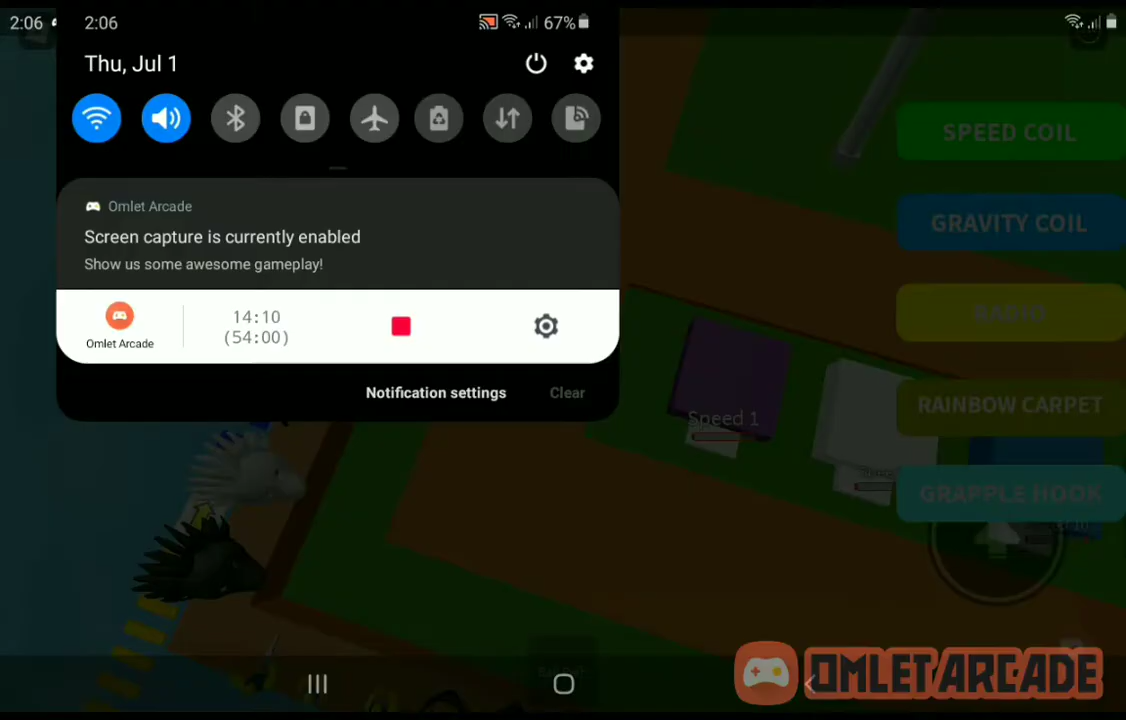 2:06
2:06
67%
Thu, Jul 1
Omlet Arcade
Screen capture is currently enabled
Show us some awesome gameplay!
Omlet Arcade
14:10
(54:00)
Notification settings
Clear
SPEED COIL
GRAVITY COIL
RADIO
RAINBOW CARPET
GRAPPLE HOOK
Speed 1
OMLET ARCADE